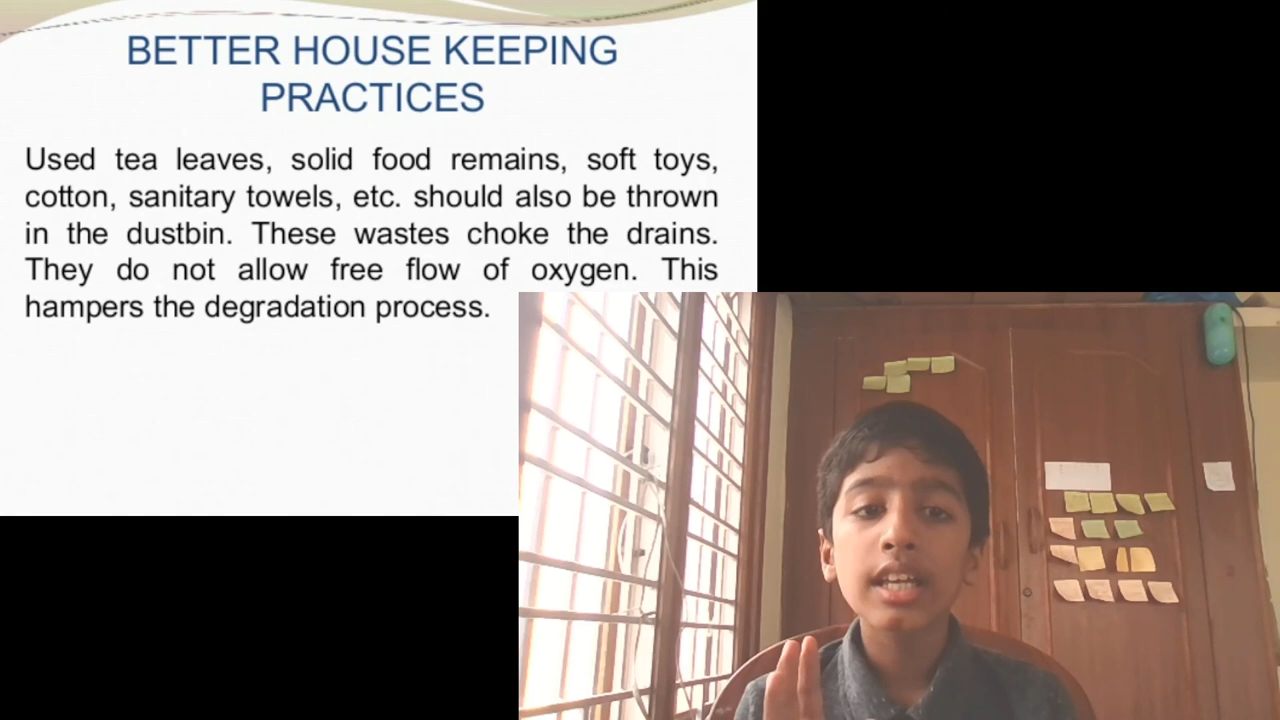 BETTER HOUSE KEEPING
PRACTICES
Used tea leaves, solid food remains, soft toys,
cotton, sanitary towels, etc. should also be thrown
in the dustbin. These wastes choke the drains.
They do not allow free flow of oxygen. This
hampers the degradation process.